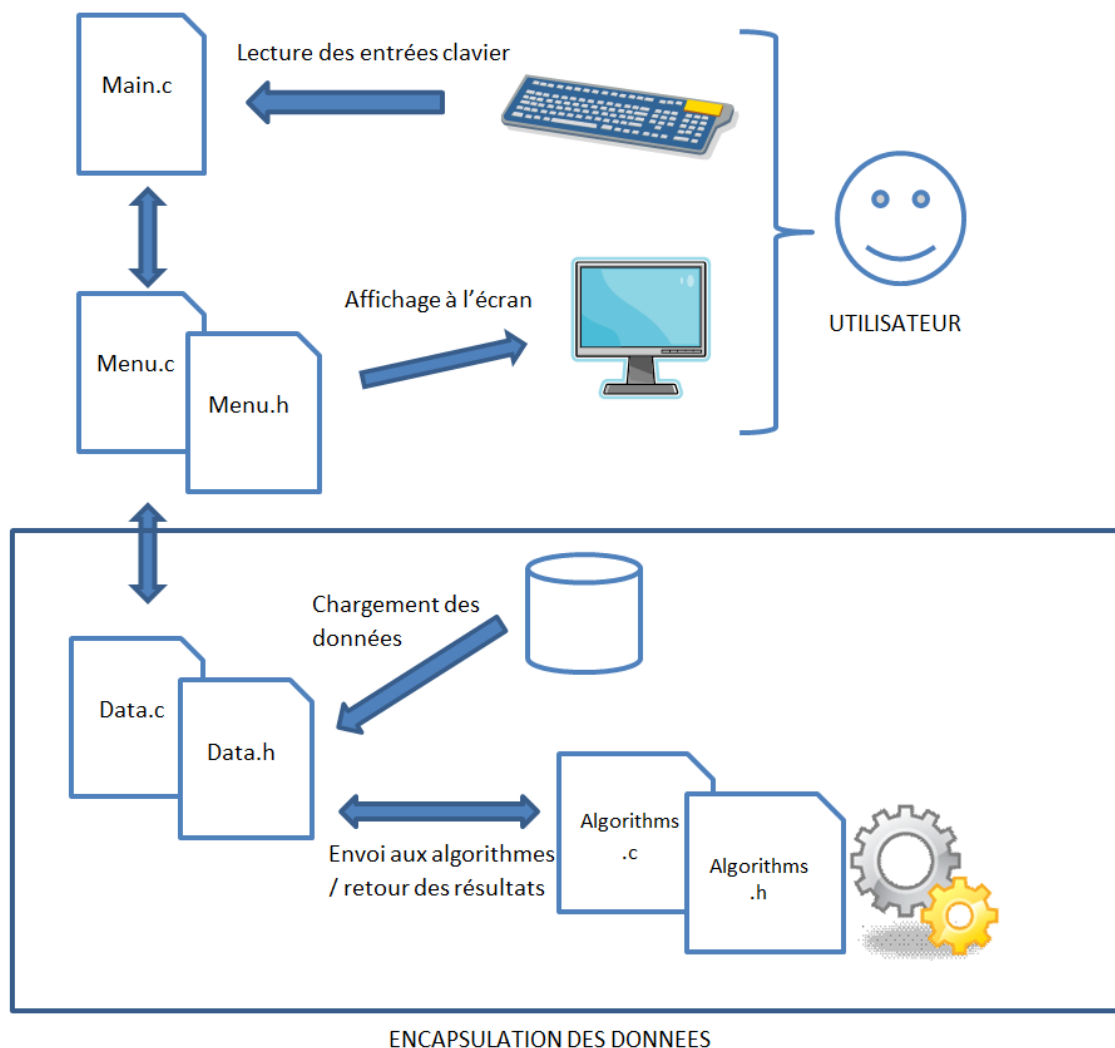 Main.c
Lecture des entrées clavier
Menu.c
Menu.h
Affichage à l'écran
UTILISATEUR
Chargement des
données
Data.c
Data.h
Envoi aux algorithmes
/ retour des résultats
Algorithms
.c
Algorithms
.h
ENCAPSULATION DES DONNEES